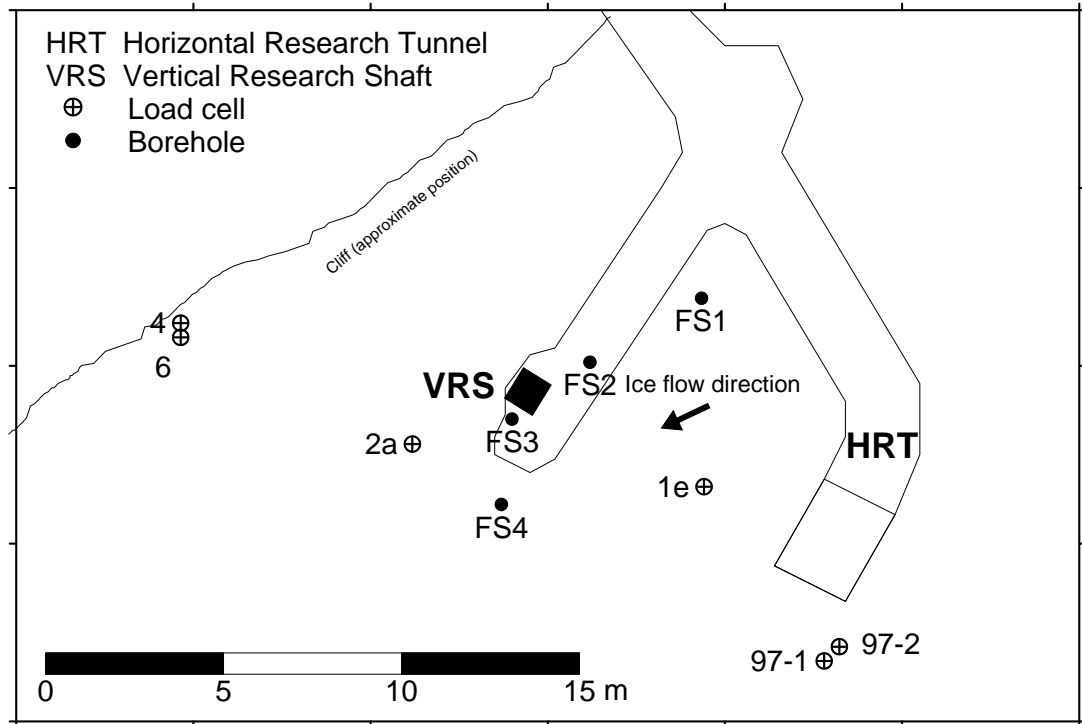 HRT Horizontal Research Tunnel
VRS Vertical Research Shaft
Load cell
Borehole
Cliff (approximate position)
4
6
FS1
VRS
FS2
Ice flow direction
FS3
2a
HRT
1e
FS4
97-2
97-1
0 5 10 15 m